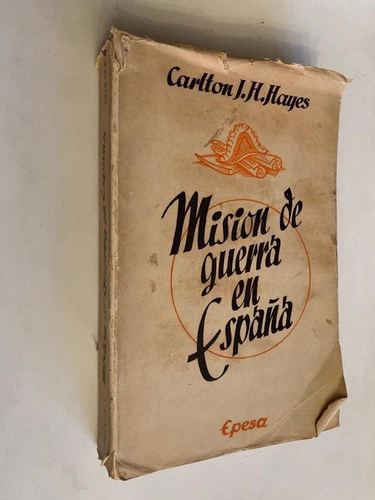 Carlton J. H. Hayes
Mision de
guerra
en
España
Epesa